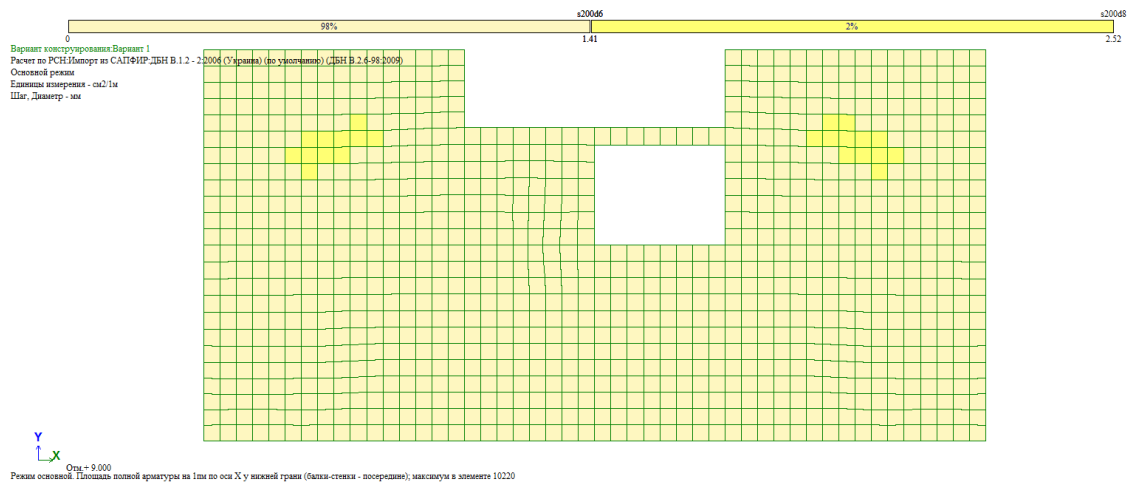 s200d6 s200d8
98% 2%
0 1.41 2.52
Вариант конструирования:Вариант 1
Расчет по РСН:Импорт из САПФИР:ДБН В.1.2 - 2:2006 (Украина) (по умолчанию) (ДБН В.2.6-98:2009)
Основной режим
Единицы измерения - см2/1м
Шаг, Диаметр - мм
Y
X
Отм.+ 9.000
Режим основной. Площадь полной арматуры на 1пм по оси X у нижней грани (балки-стенки - посередине); максимум в элементе 10220